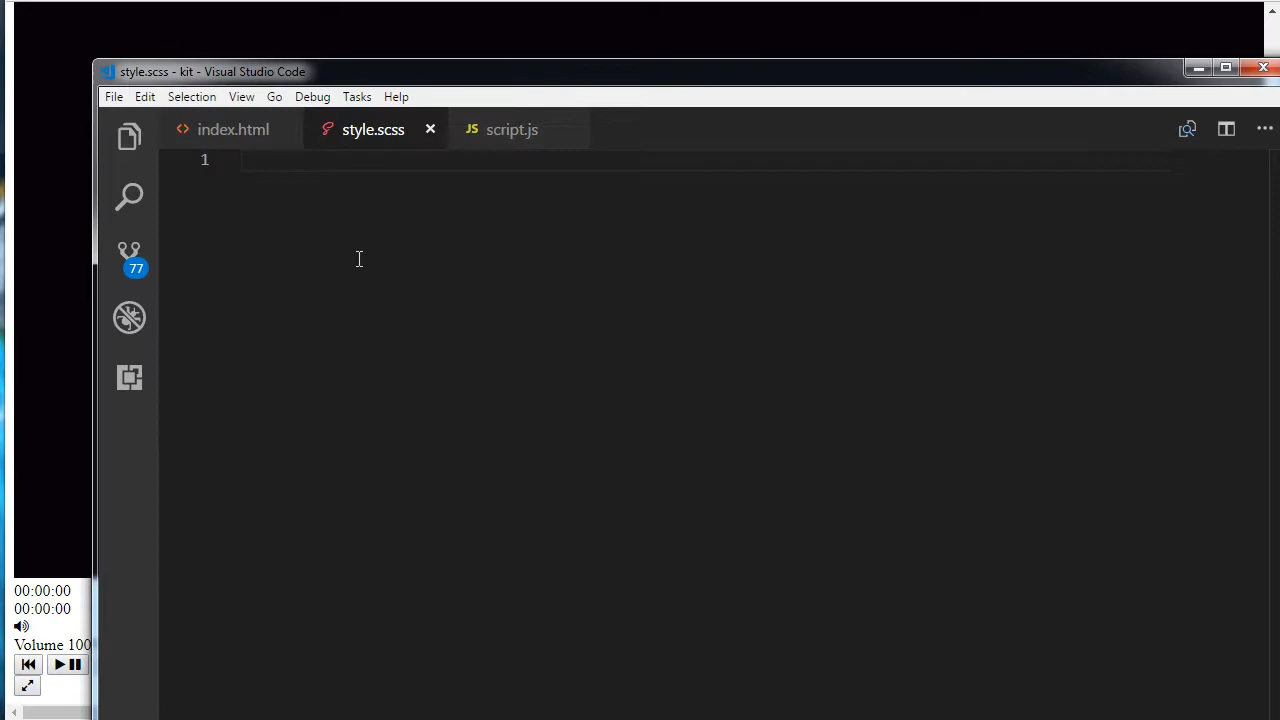 style.scss - kit - Visual Studio Code
File Edit Selection View Go Debug Tasks Help
index.html style.scss script.js
1
77
00:00:00
00:00:00
Volume 100